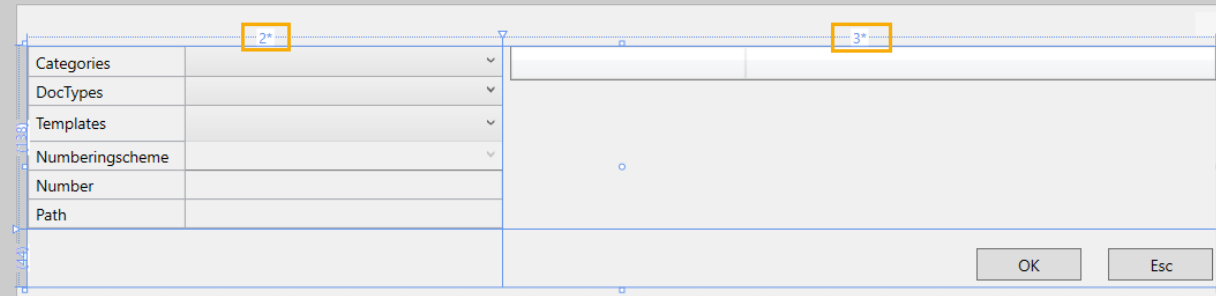 2* 3*
Categories
DocTypes
Templates
Numberingscheme
Number
Path
OK Esc